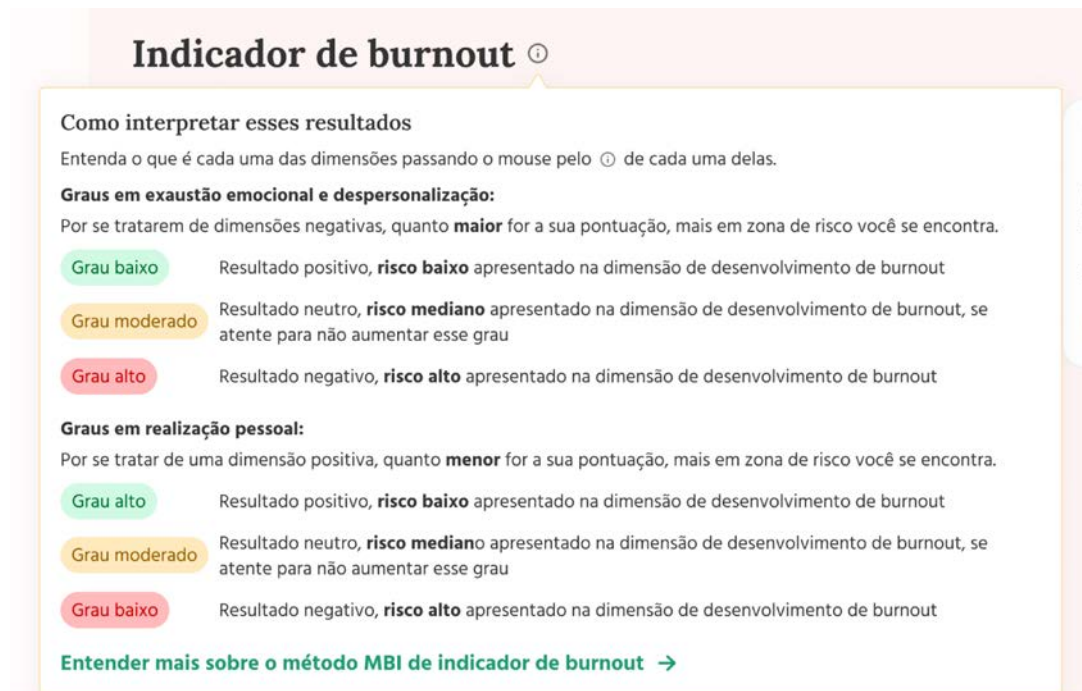 Indicador de burnout
Como interpretar esses resultados
Entenda o que é cada uma das dimensões passando o mouse pelo ⓘ de cada uma delas.
Graus em exaustão emocional e despersonalização:
Por se tratarem de dimensões negativas, quanto maior for a sua pontuação, mais em zona de risco você se encontra.
Grau baixo Resultado positivo, risco baixo apresentado na dimensão de desenvolvimento de burnout
Grau moderado Resultado neutro, risco mediano apresentado na dimensão de desenvolvimento de burnout, se
atente para não aumentar esse grau
Grau alto Resultado negativo, risco alto apresentado na dimensão de desenvolvimento de burnout
Graus em realização pessoal:
Por se tratar de uma dimensão positiva, quanto menor for a sua pontuação, mais em zona de risco você se encontra.
Grau alto Resultado positivo, risco baixo apresentado na dimensão de desenvolvimento de burnout
Grau moderado Resultado neutro, risco mediano apresentado na dimensão de desenvolvimento de burnout, se
atente para não aumentar esse grau
Grau baixo Resultado negativo, risco alto apresentado na dimensão de desenvolvimento de burnout
Entender mais sobre o método MBI de indicador de burnout →